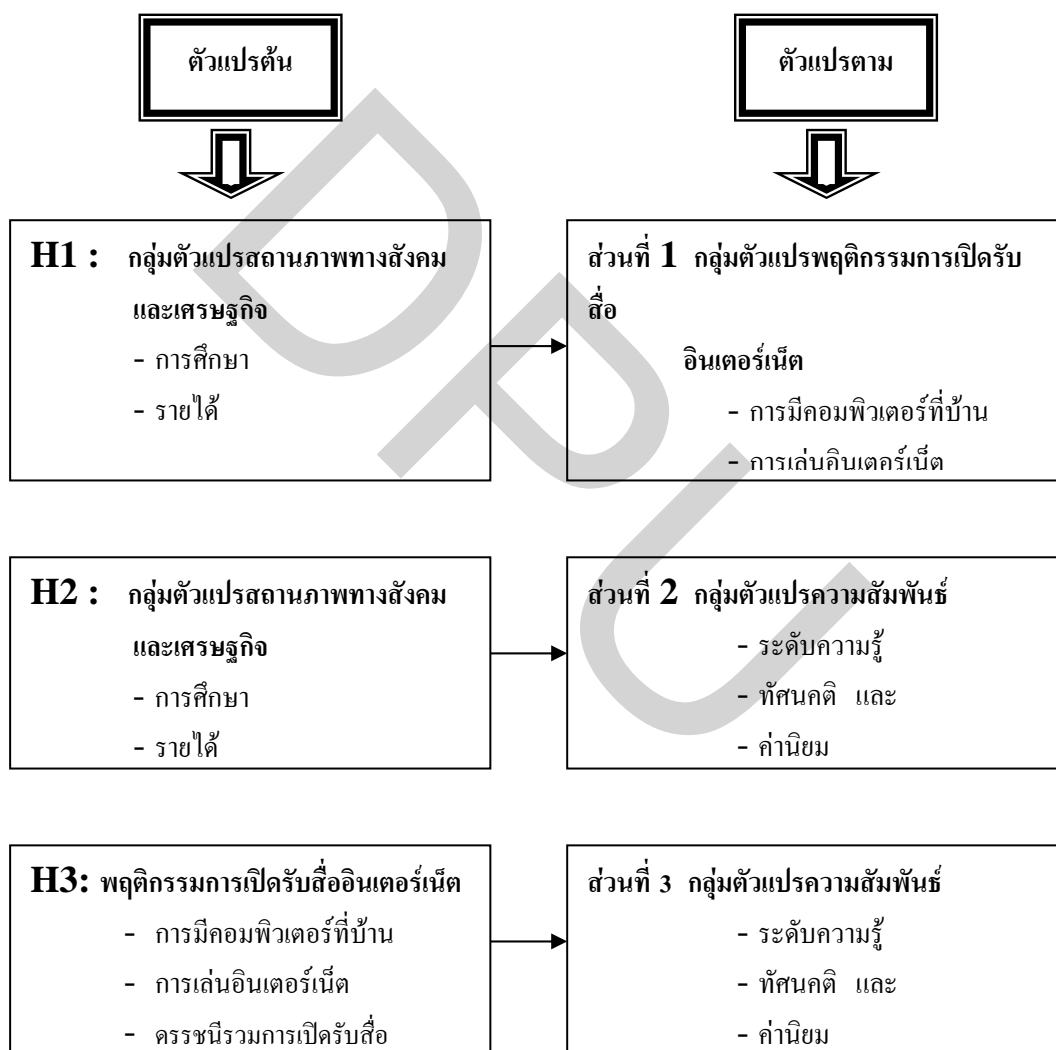 ตัวแปรต้น
ตัวแปรตาม
H1 : กลุ่มตัวแปรสถานภาพทางสังคม
และเศรษฐกิจ
- การศึกษา
- รายได้
ส่วนที่ 1 กลุ่มตัวแปรพฤติกรรมการเปิดรับ
สื่อ
อินเตอร์เน็ต
- การมีคอมพิวเตอร์ที่บ้าน
- การเล่นอินเตอร์เน็ต
H2 : กลุ่มตัวแปรสถานภาพทางสังคม
และเศรษฐกิจ
- การศึกษา
- รายได้
ส่วนที่ 2 กลุ่มตัวแปรความสัมพันธ์
- ระดับความรู้
- ทัศนคติ และ
- ค่านิยม
H3: พฤติกรรมการเปิดรับสื่ออินเตอร์เน็ต
- การมีคอมพิวเตอร์ที่บ้าน
- การเล่นอินเตอร์เน็ต
- ดรรชนีรวมการเปิดรับสื่อ
ส่วนที่ 3 กลุ่มตัวแปรความสัมพันธ์
- ระดับความรู้
- ทัศนคติ และ
- ค่านิยม
DPU